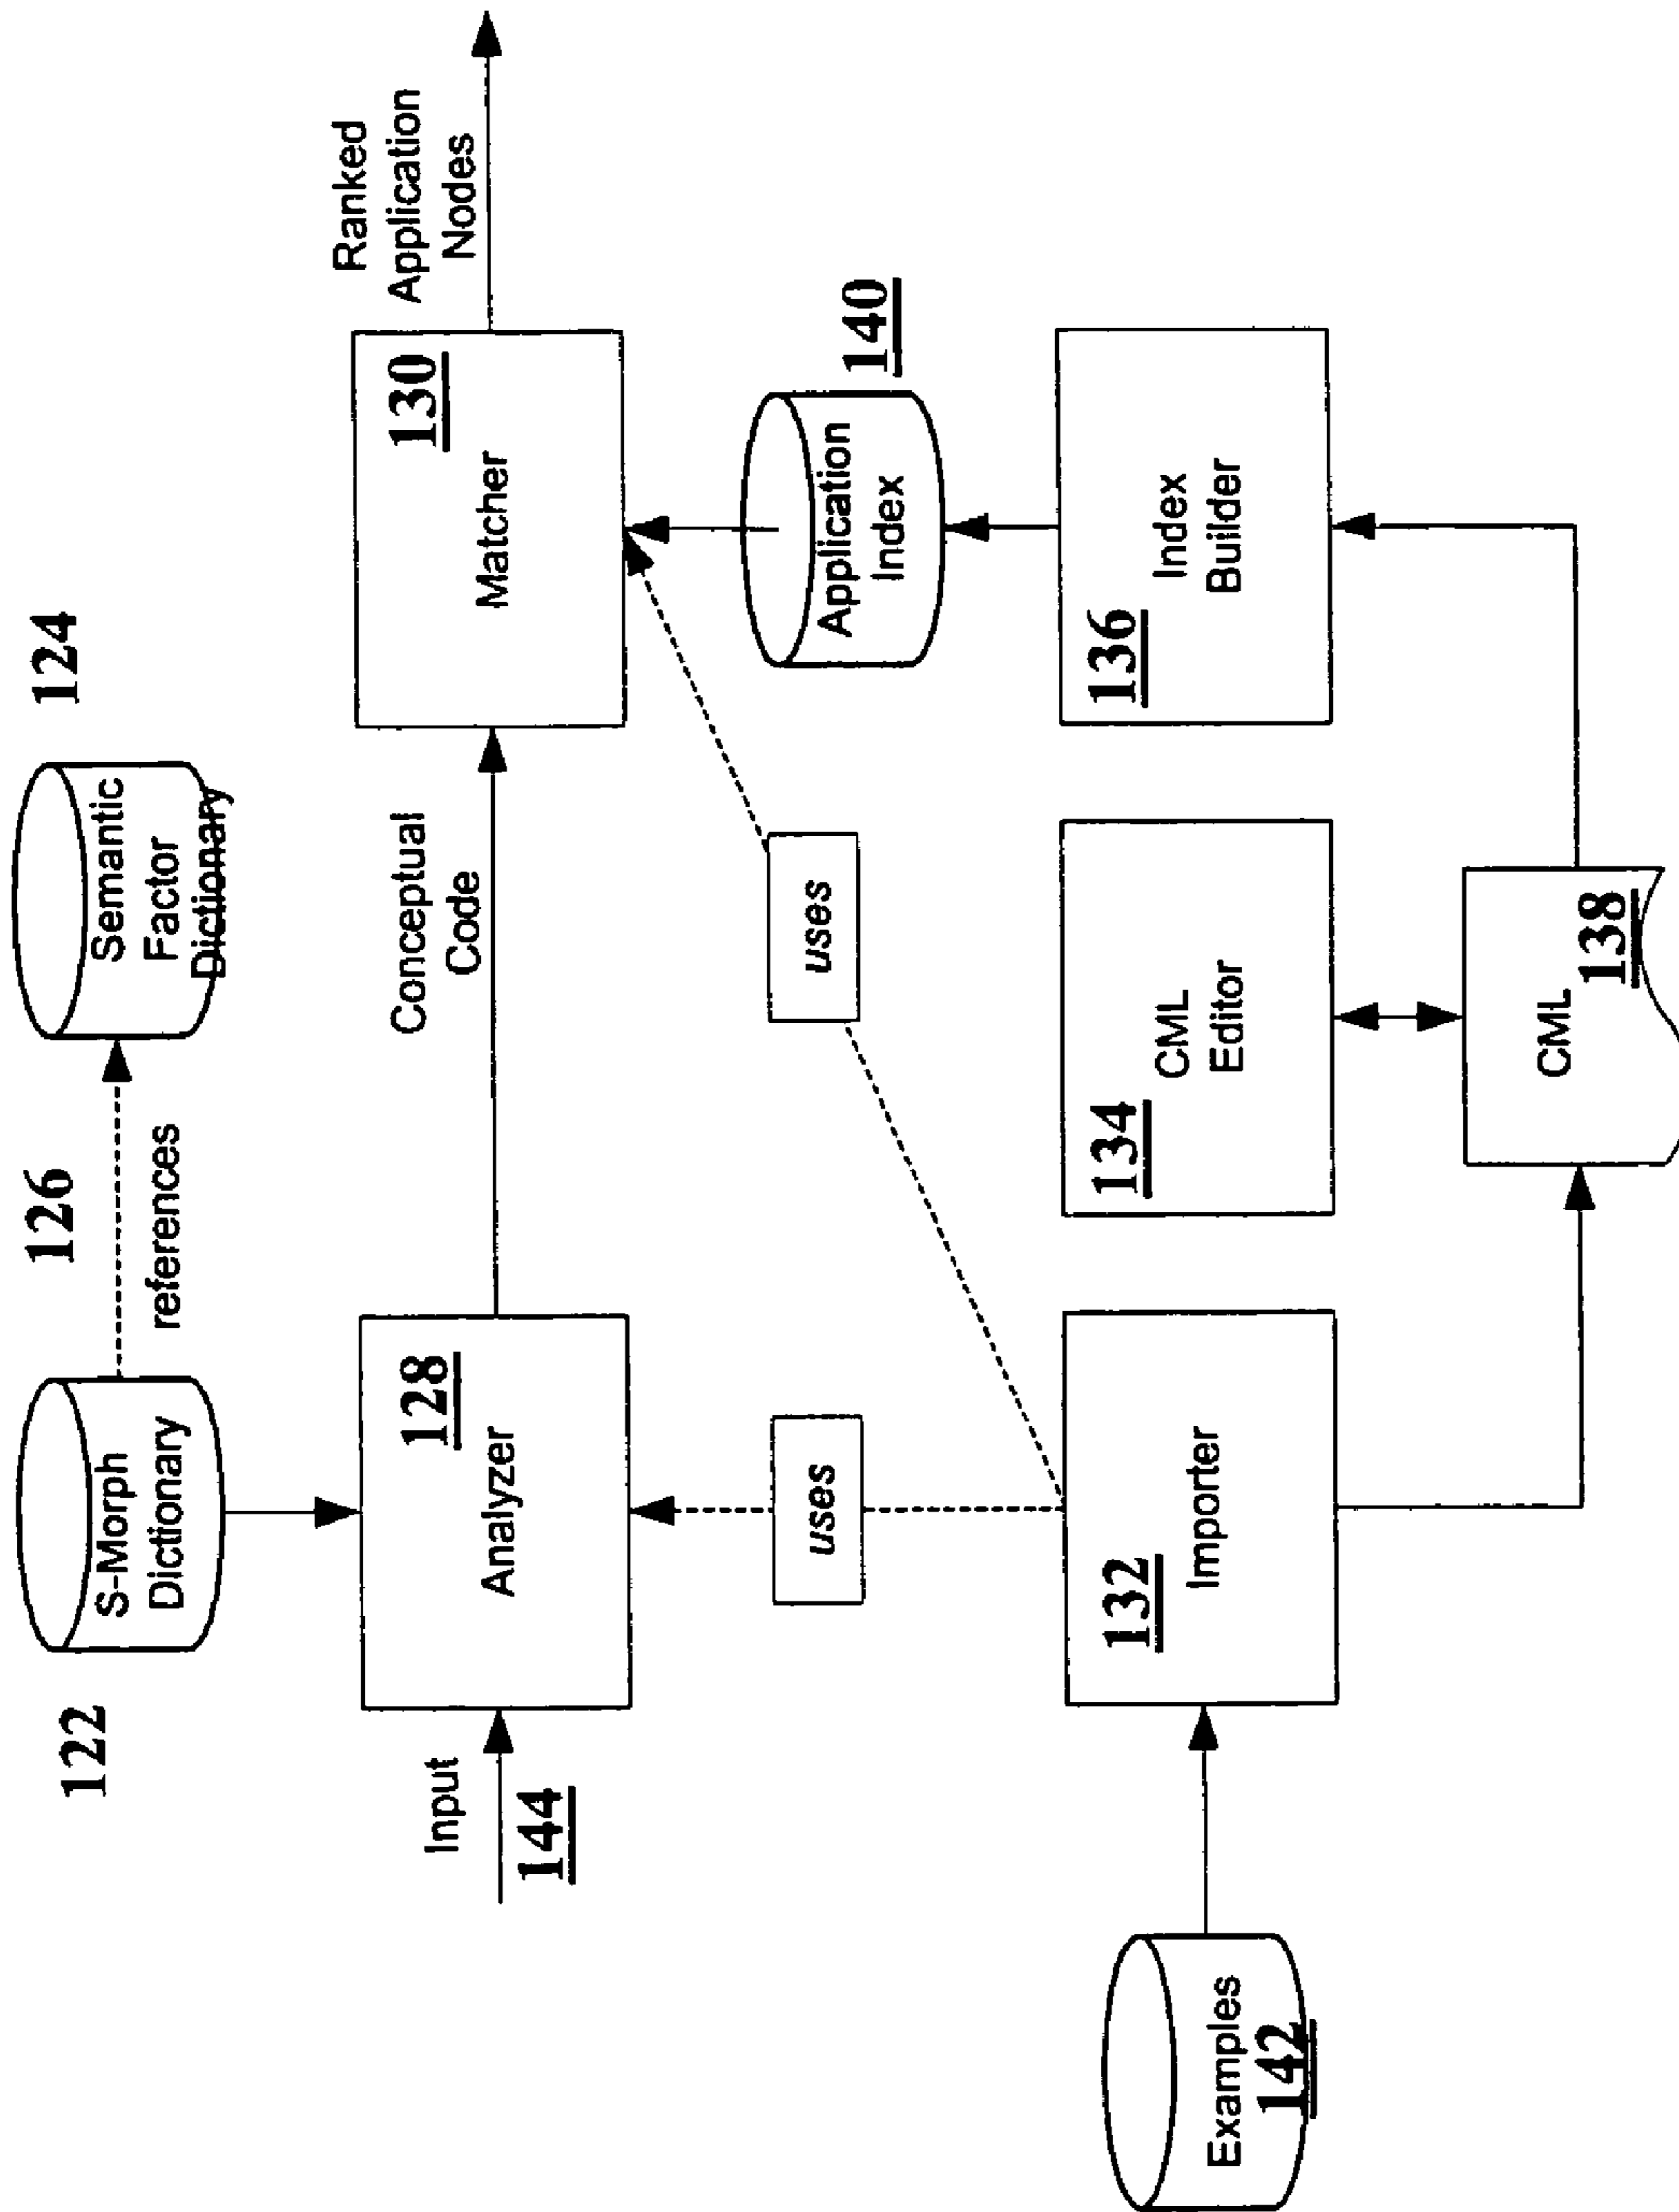 122
S-Morph
Dictionary
126
references
Semantic
Factor
Dictionary
124
Input
144
128
Analyzer
Conceptual
Code
130
Matcher
Ranked
Application
Nodes
uses
uses
Application
Index
140
Examples
142
132
Importer
134
CML
Editor
136
Index
Builder
CML
138